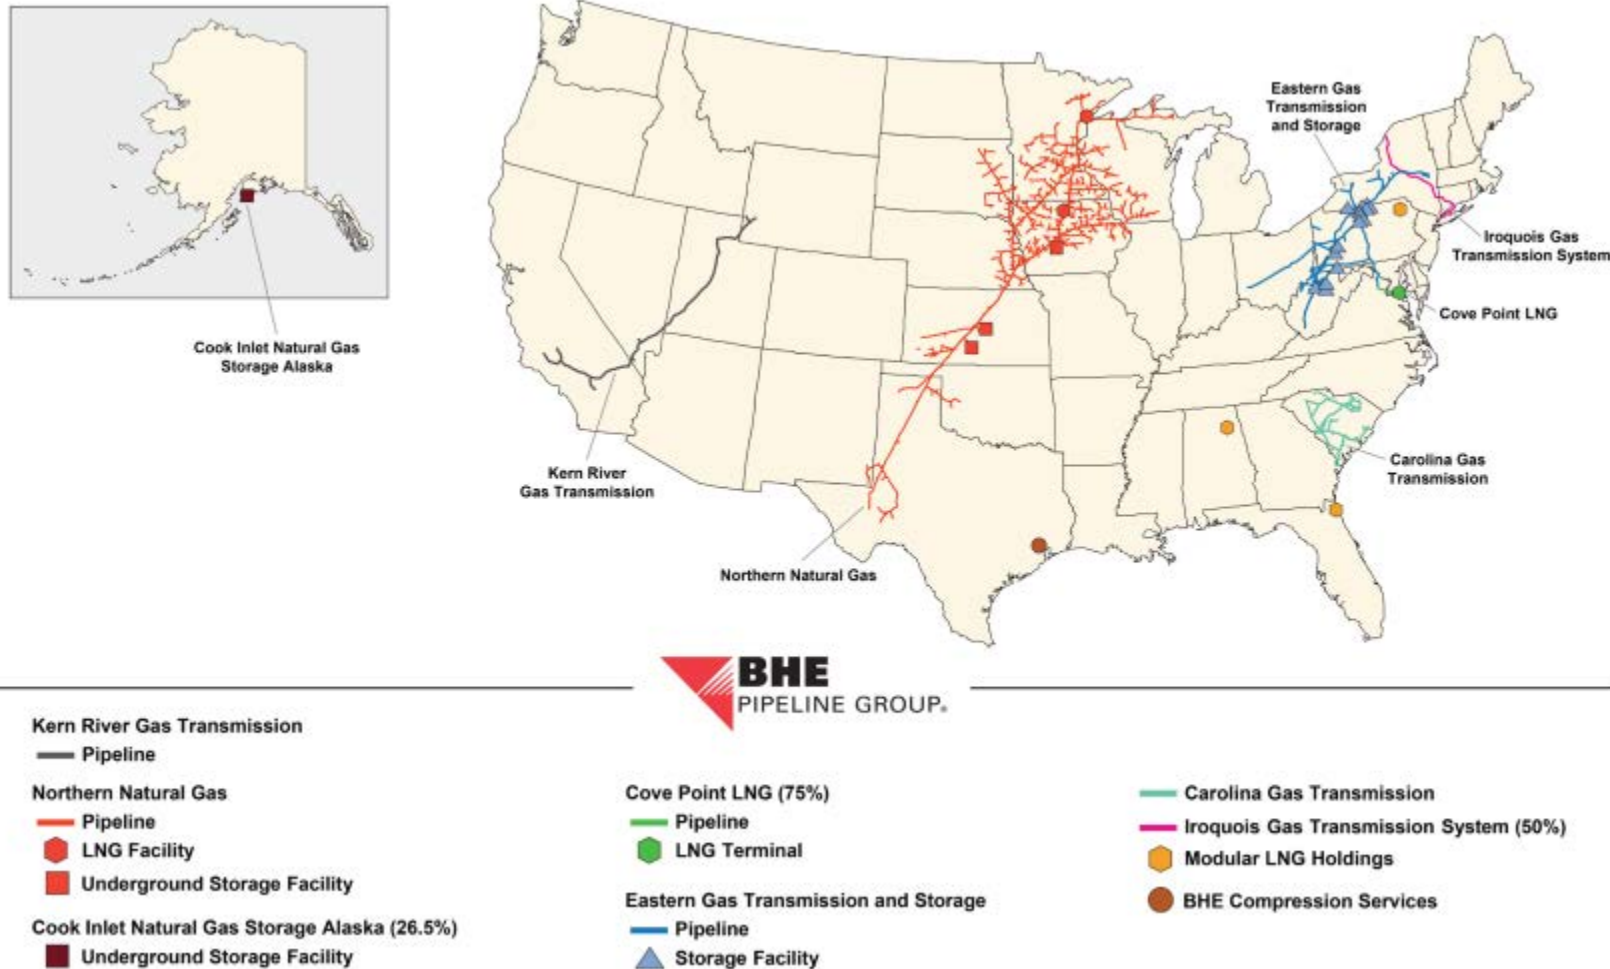 Eastern Gas
Transmission
and Storage
Iroquois Gas
Transmission System
Cove Point LNG
Cook Inlet Natural Gas
Storage Alaska
Kern River
Gas Transmission
Carolina Gas
Transmission
Northern Natural Gas
BHE
PIPELINE GROUP®
Kern River Gas Transmission
Pipeline
Northern Natural Gas
Pipeline
LNG Facility
Underground Storage Facility
Cook Inlet Natural Gas Storage Alaska (26.5%)
Underground Storage Facility
Cove Point LNG (75%)
Pipeline
LNG Terminal
Eastern Gas Transmission and Storage
Pipeline
Storage Facility
Carolina Gas Transmission
Iroquois Gas Transmission System (50%)
Modular LNG Holdings
BHE Compression Services